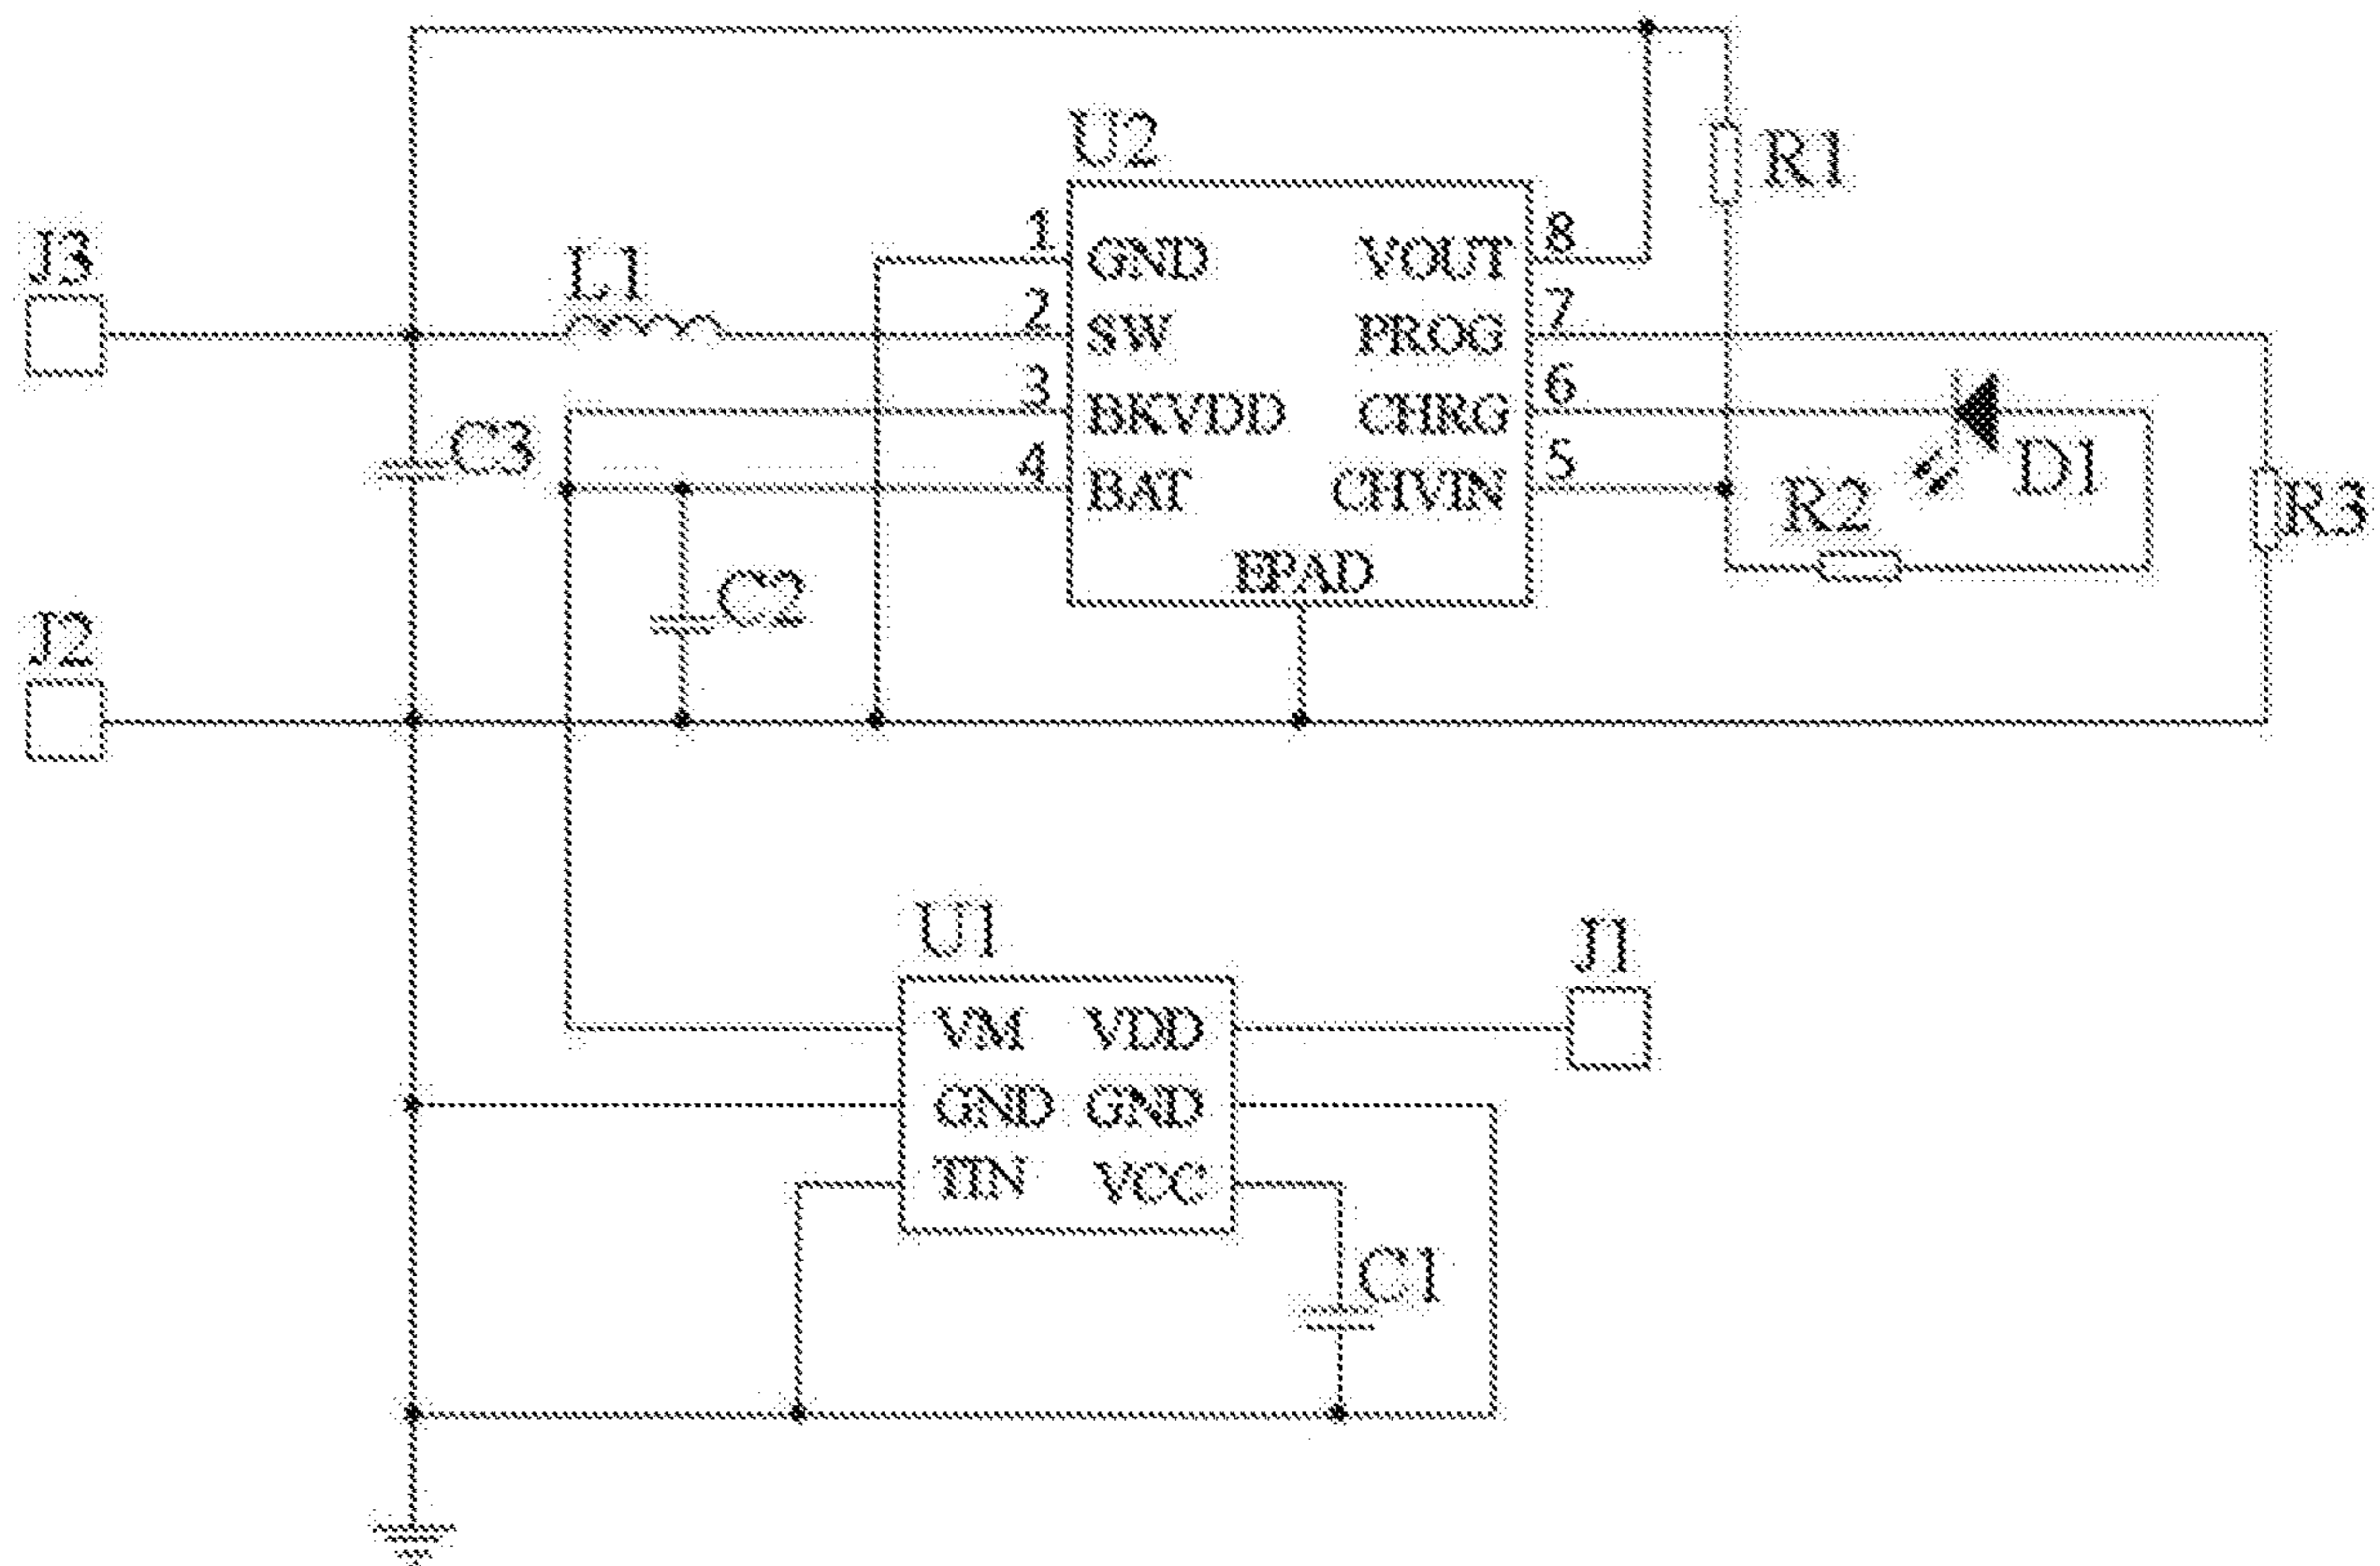 U2
R1
J3
L1
1
GND
VOUT
8
2
SW
PROG
7
3
BKVDD
CHRG
6
C3
4
BAT
CHVIN
5
D1
R2
R3
EPAD
C2
J2
U1
J1
VM
VDD
GND
GND
TIN
VCC
C1